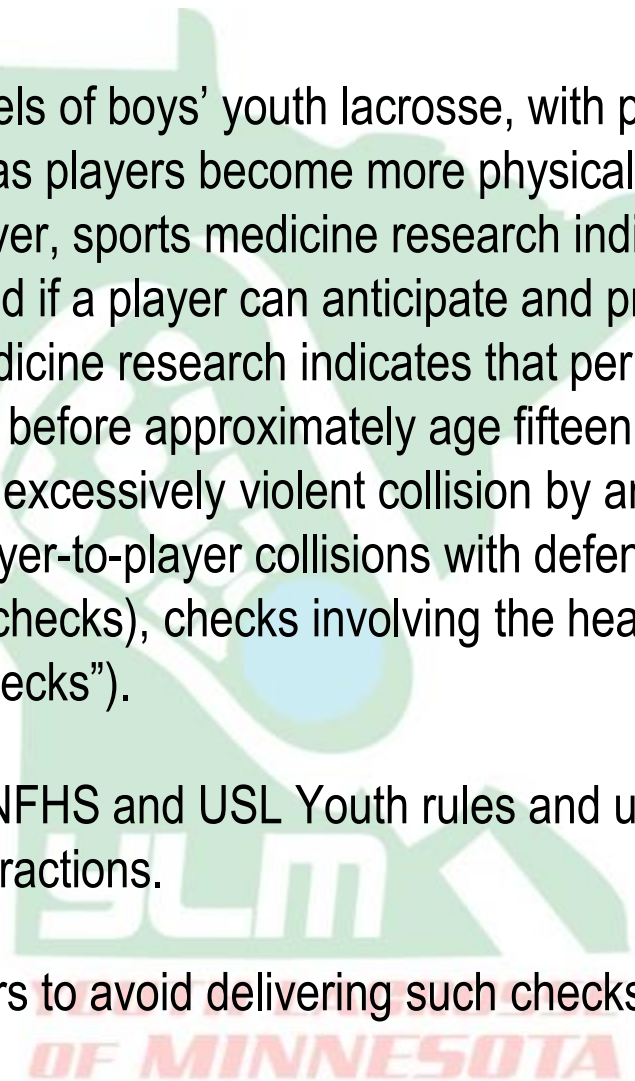 els of boys’ youth lacrosse, with p
as players become more physical
ver, sports medicine research indi
d if a player can anticipate and pr
dicine research indicates that per
before approximately age fifteen
excessively violent collision by an
yer-to-player collisions with defen
checks), checks involving the hea
ecks”).
NFHS and USL Youth rules and u
ractions.
YLM
rs to avoid delivering such checks
OF MINNESOTA